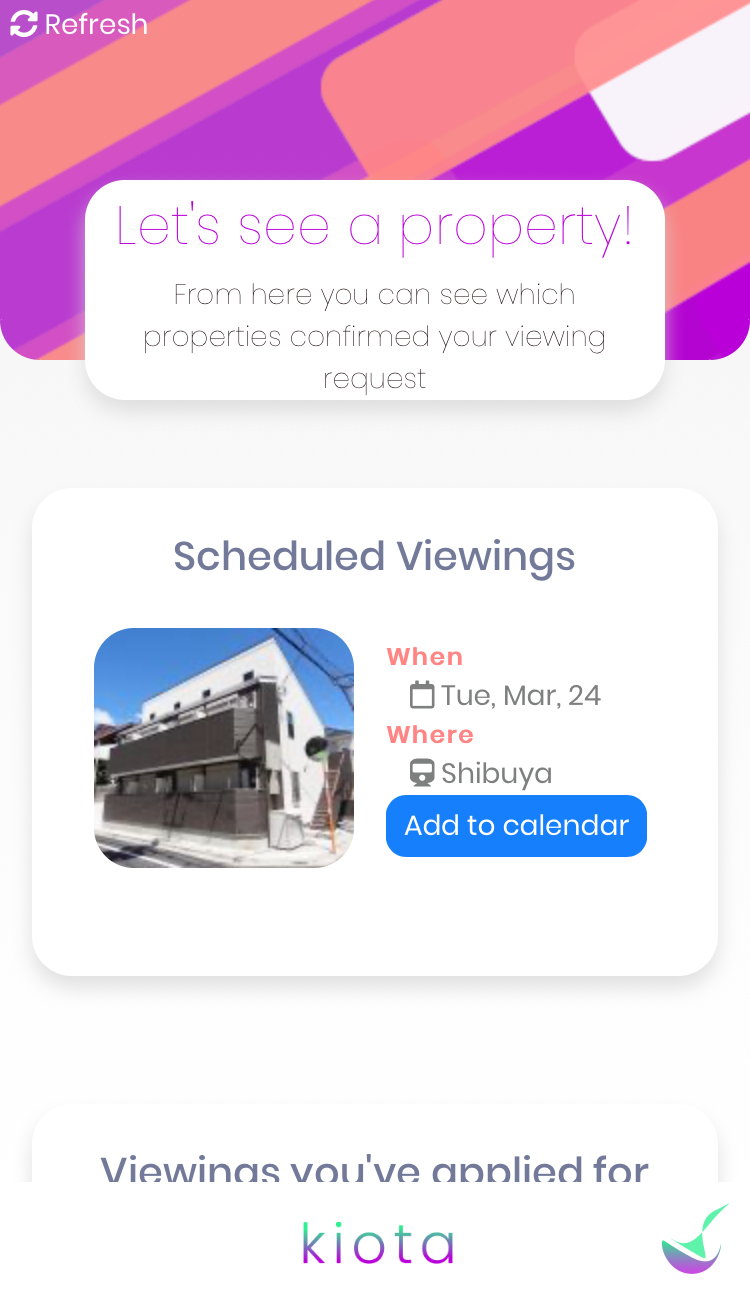 Refresh
Let's see a property!
From here you can see which
properties confirmed your viewing
request
Scheduled Viewings
When
Tue, Mar, 24
Where
Shibuya
Add to calendar
Viewings you've applied for
kiota